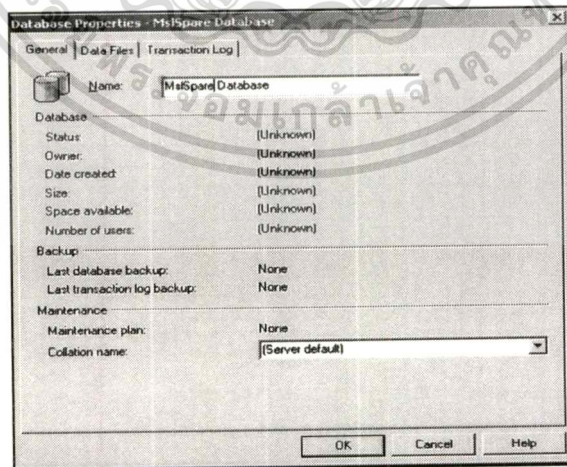 Database Properties - MslSpare Database
General
Data Files
Transaction Log
Name: MslSpare Database
Database
Status: (Unknown)
Owner: (Unknown)
Date created: (Unknown)
Size: (Unknown)
Space available: (Unknown)
Number of users: (Unknown)
Backup
Last database backup: None
Last transaction log backup: None
Maintenance
Maintenance plan: None
Collation name: (Server default)
OK
Cancel
Help